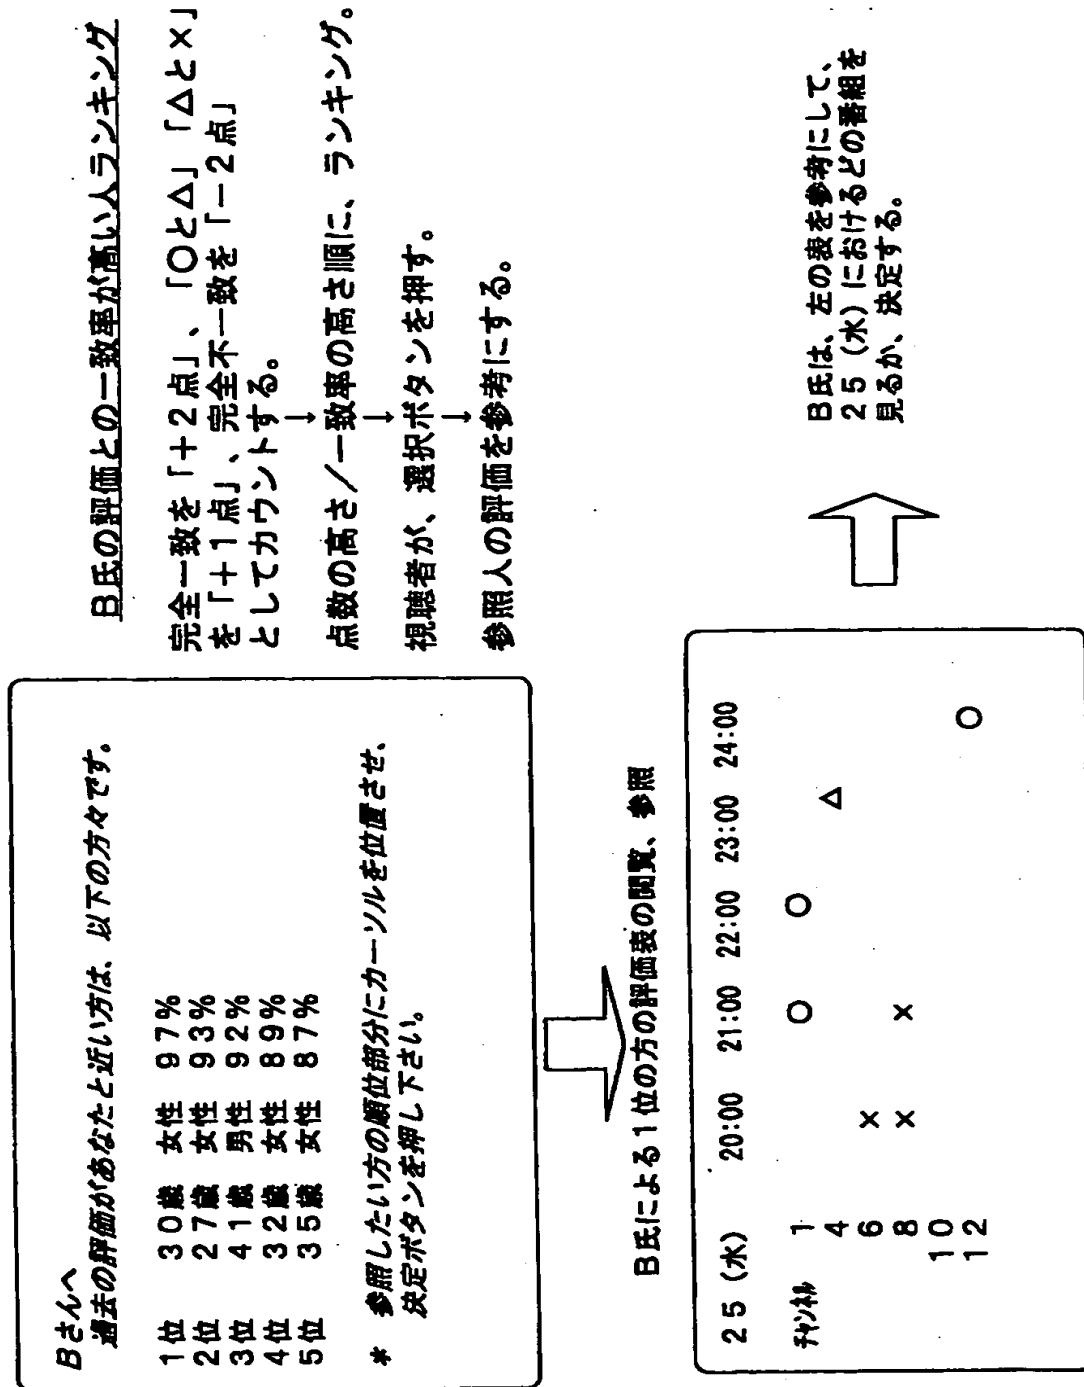 Bさんへ
過去の評価があなたと近い方は、以下の方々です。
1位 30歳 女性 97%
2位 27歳 女性 93%
3位 41歳 男性 92%
4位 32歳 女性 89%
5位 35歳 女性 87%
* 参照したい方の順位部分にカーソルを位置させ、
決定ボタンを押し下さい。
B氏の評価との一致率が高い人ランキング
完全一致を「+2点」、「○と△」「△と×」
を「+1点」、完全不一致を「-2点」
としてカウントする。
↓
点数の高さ/一致率の高さ順に、ランキング。
↓
視聴者が、選択ボタンを押す。
↓
参照人の評価を参考にする。
B氏による1位の方の評価表の閲覧、参照
25(水) 20:00 21:00 22:00 23:00 24:00
チャンネル 1 ○ ○
4 △
6 ×
8 × ×
10
12 ○
B氏は、左の表を参考にして、
25(水)におけるどの番組を
見るか、決定する。